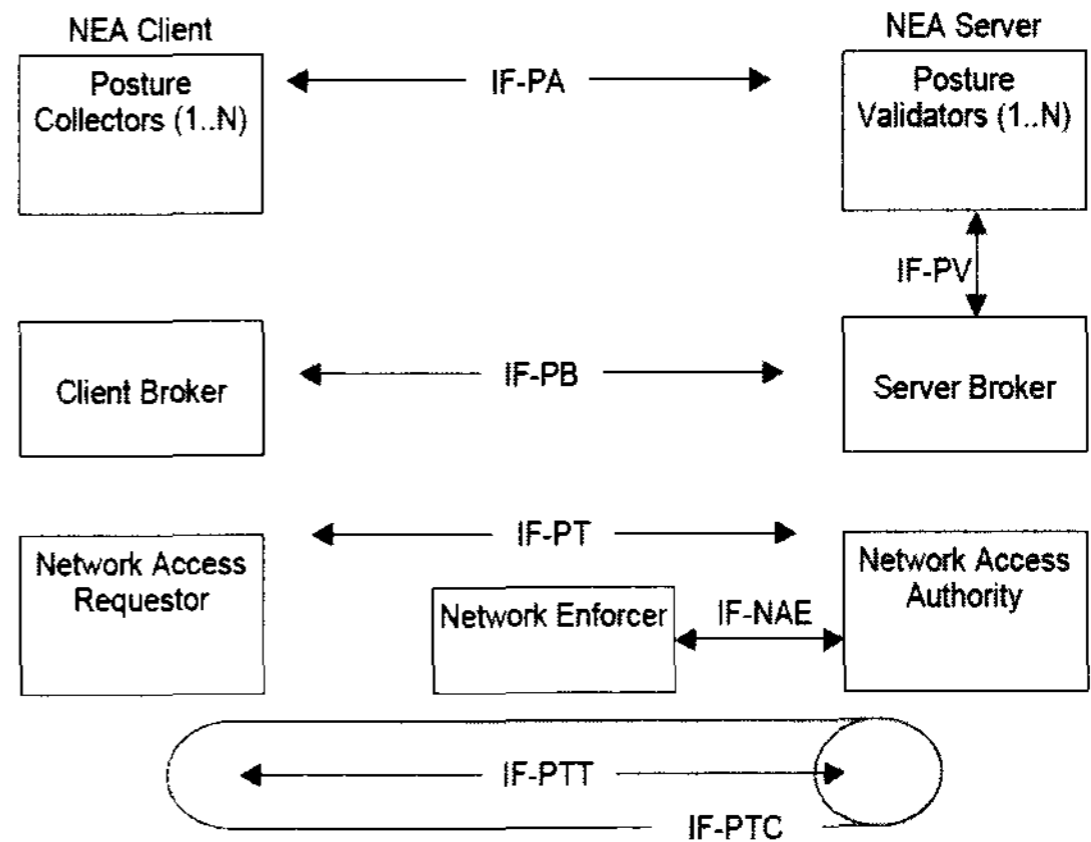 NEA Client
NEA Server
Posture
Collectors (1..N)
IF-PA
Posture
Validators (1..N)
IF-PV
Client Broker
IF-PB
Server Broker
IF-PT
Network Access
Requestor
Network Enforcer
IF-NAE
Network Access
Authority
IF-PTT
IF-PTC